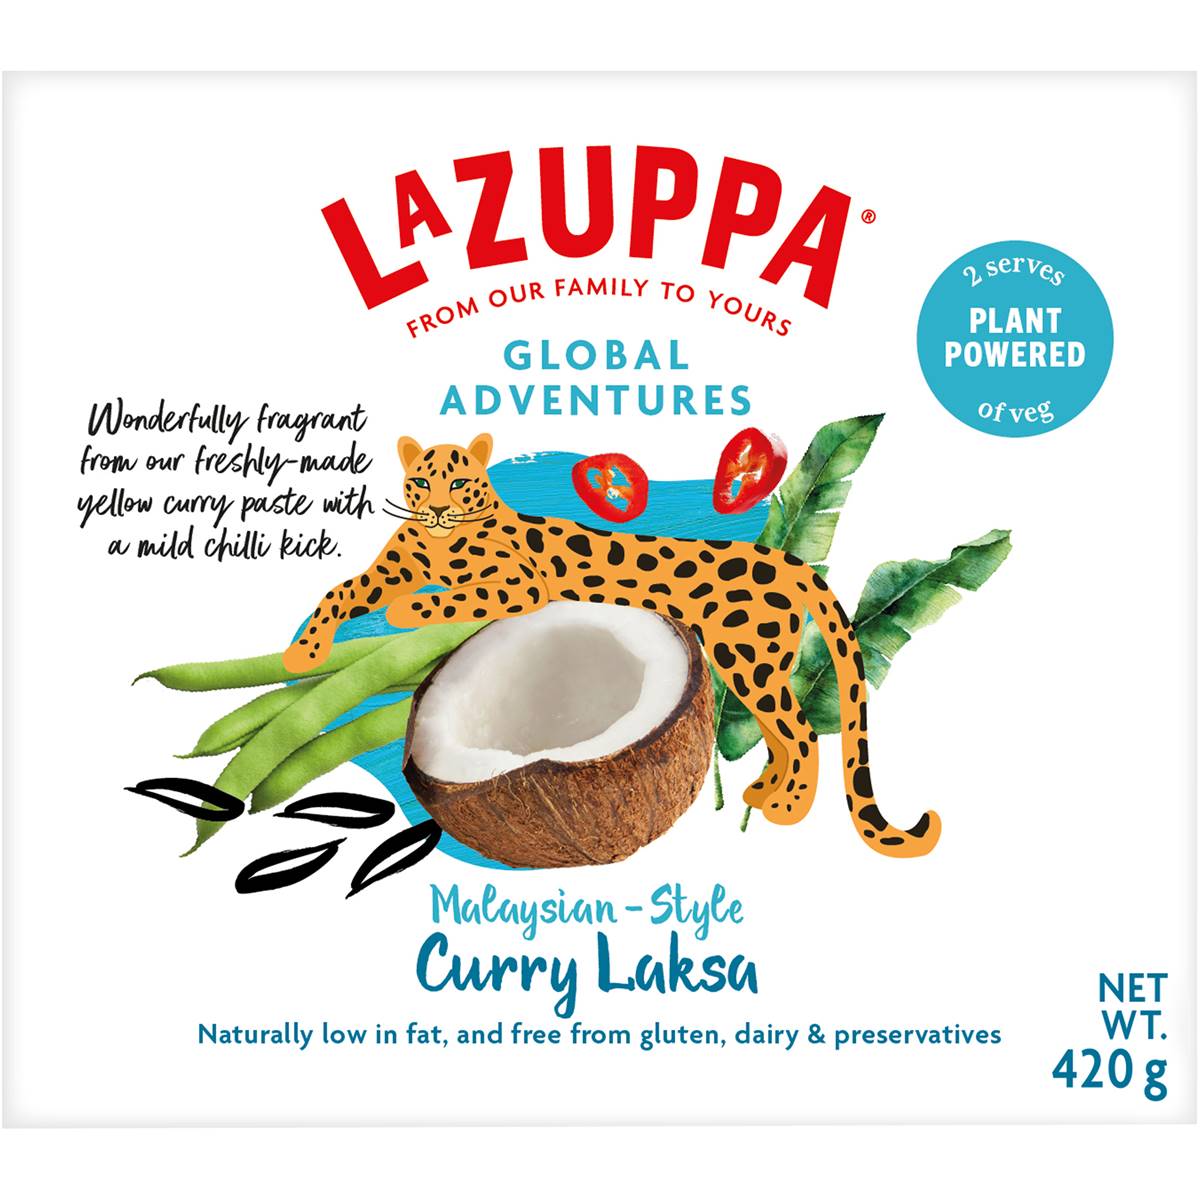 LAZUPPA®
FROM OUR FAMILY TO YOURS
GLOBAL
ADVENTURES
2 serves
PLANT
POWERED
of veg
Wonderfully fragrant
from our freshly-made
yellow curry paste with
a mild chilli kick.
Malaysian-Style
Curry Laksa
Naturally low in fat, and free from gluten, dairy & preservatives
NET
WT.
420 g